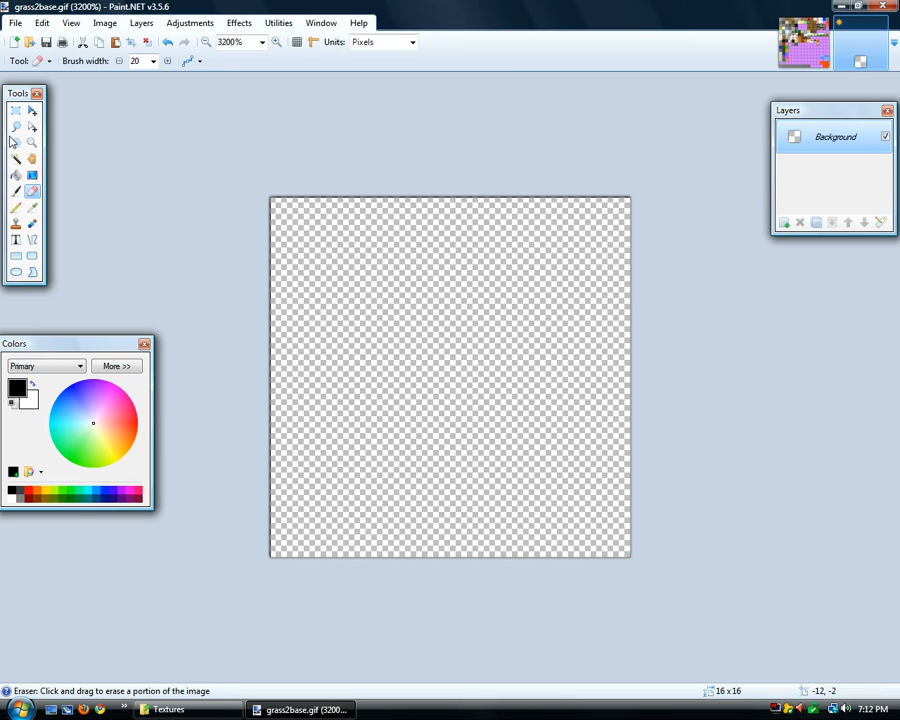 grass2base.gif (3200%) - Paint.NET v3.5.6
File Edit View Image Layers Adjustments Effects Utilities Window Help
3200% Units: Pixels
Tool: Brush width: 20
Tools
T
Layers
Background
Colors
Primary More >>
Eraser: Click and drag to erase a portion of the image
16 x 16
-12, -2
Textures
grass2base.gif (3200...
7:12 PM